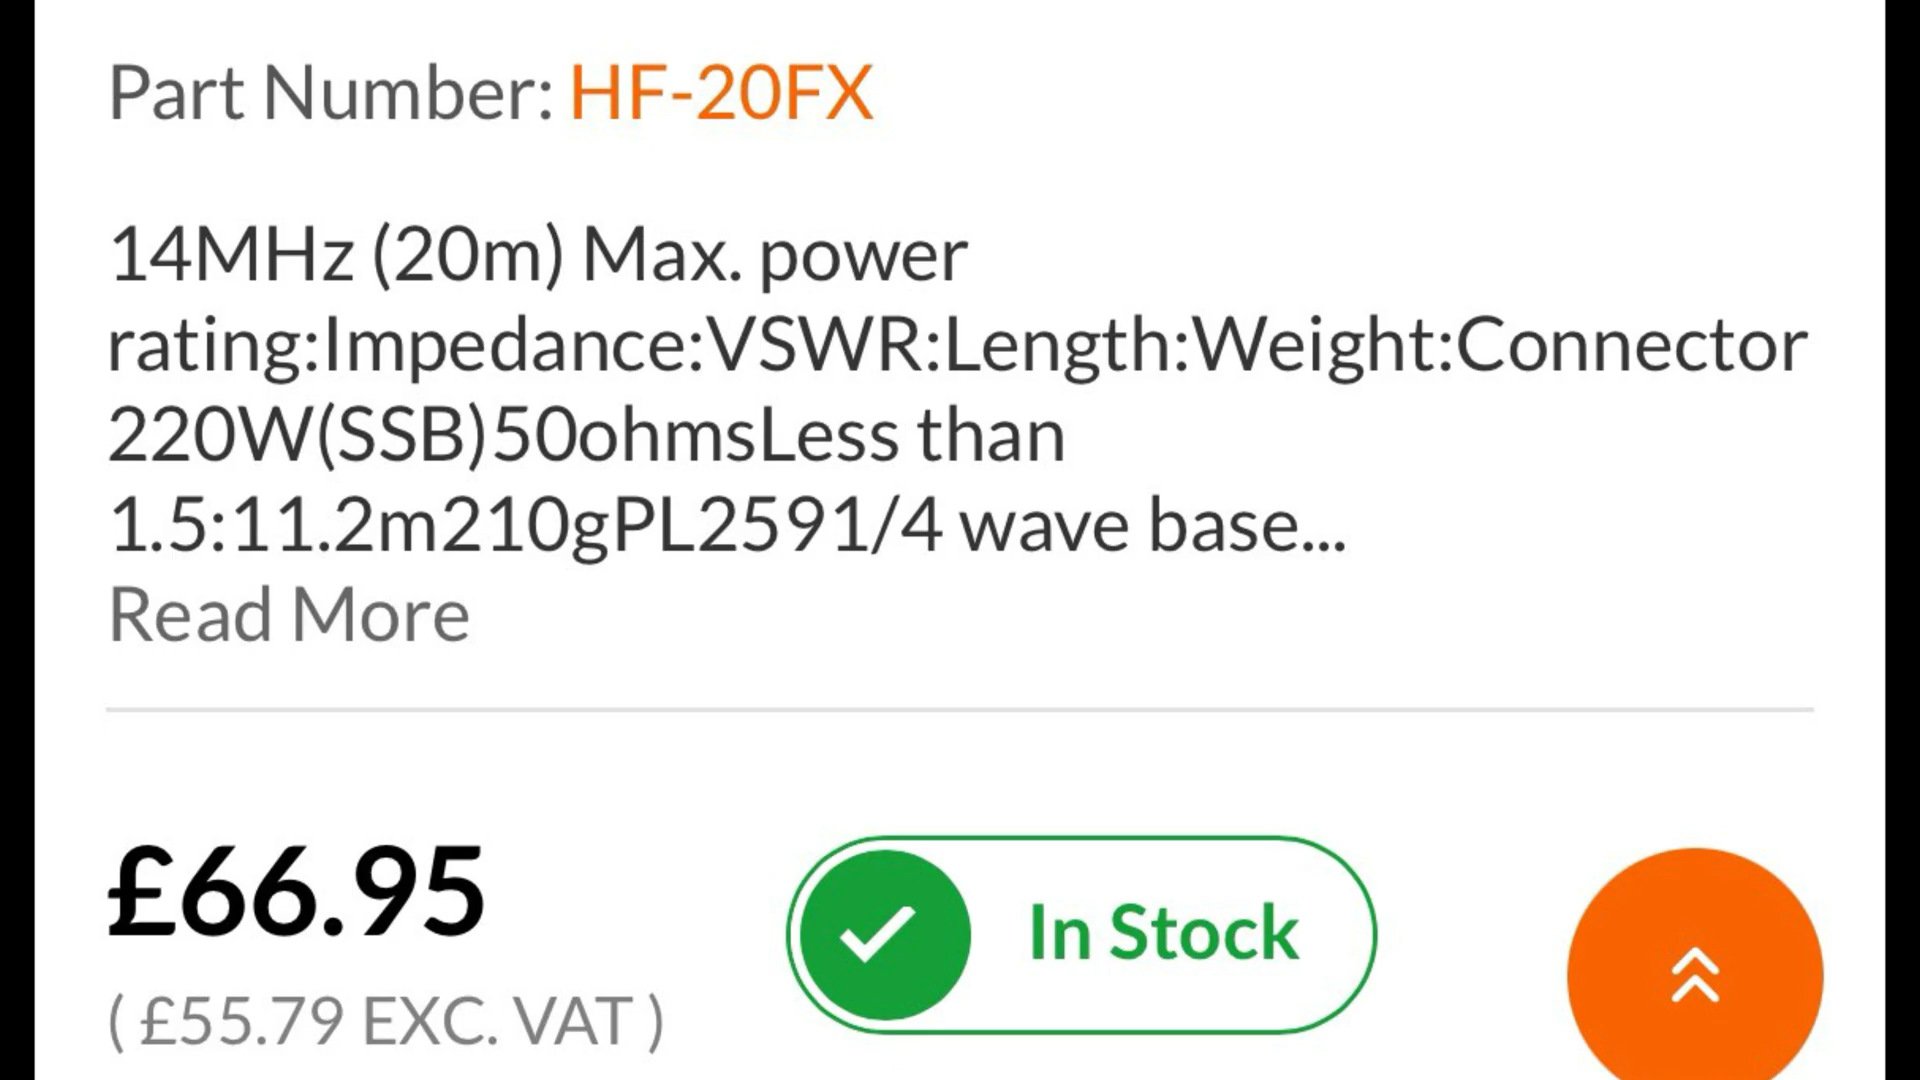 Part Number: HF-20FX
14MHz (20m) Max. power
rating:Impedance:VSWR:Length:Weight:Connector
220W(SSB)50ohmsLess than
1.5:11.2m210gPL2591/4 wave base...
Read More
£66.95
In Stock
( £55.79 EXC. VAT )